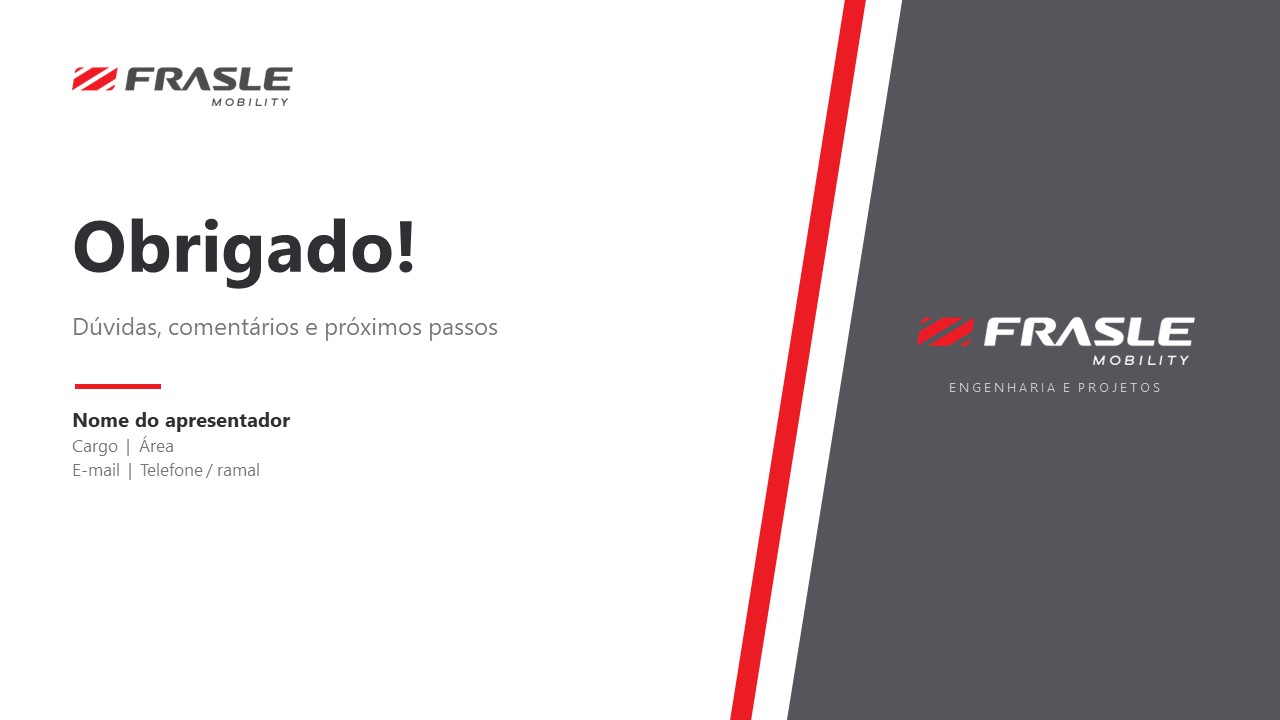 FRASLE
MOBILITY
Obrigado!
Dúvidas, comentários e próximos passos
Nome do apresentador
Cargo | Área
E-mail | Telefone / ramal
FRASLE
MOBILITY
ENGENHARIA E PROJETOS